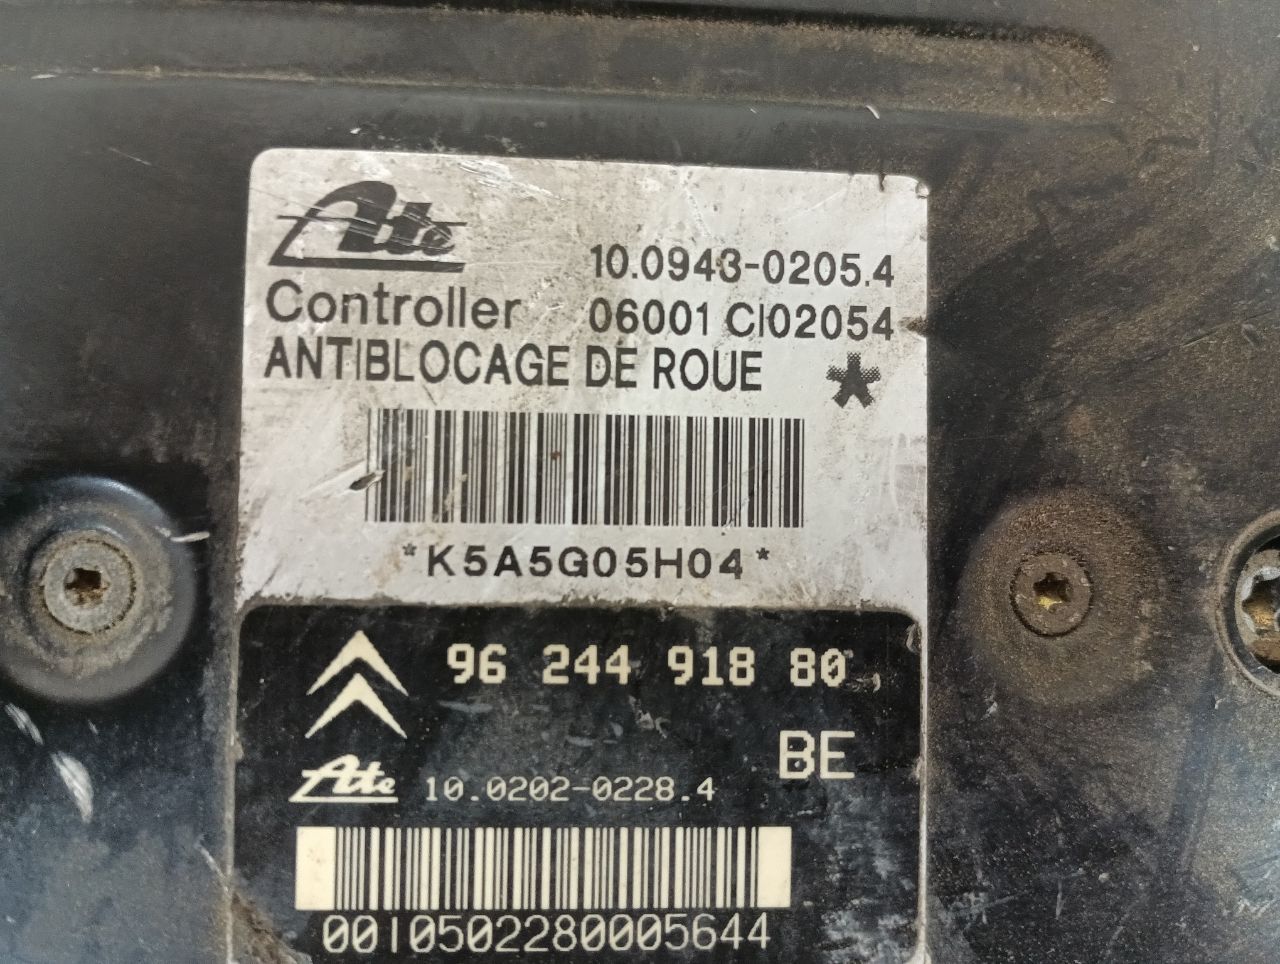 Ate
10.0943-0205.4
Controller 06001 CI02054
ANTIBLOCAGE DE ROUE *
*K5A5G05H04*
96 244 918 80
BE
Ate 10.0202-0228.4
0010502280005644